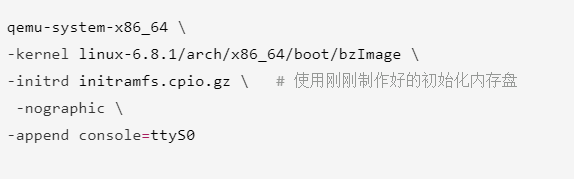 qemu-system-x86_64 \
-kernel linux-6.8.1/arch/x86_64/boot/bzImage \
-initrd initramfs.cpio.gz \   # 使用刚刚制作好的初始化内存盘
 -nographic \
-append console=ttyS0